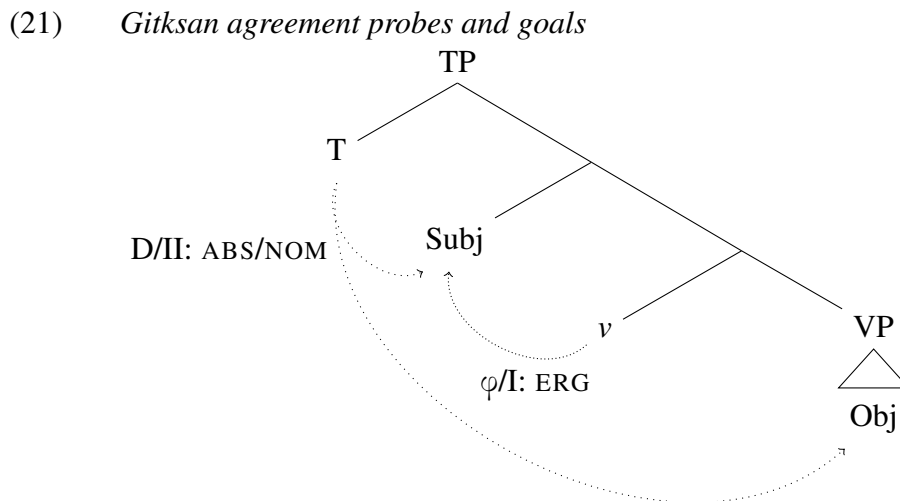 (21) Gitksan agreement probes and goals
TP
T
Subj
D/II: ABS/NOM
v
VP
φ/I: ERG
Obj